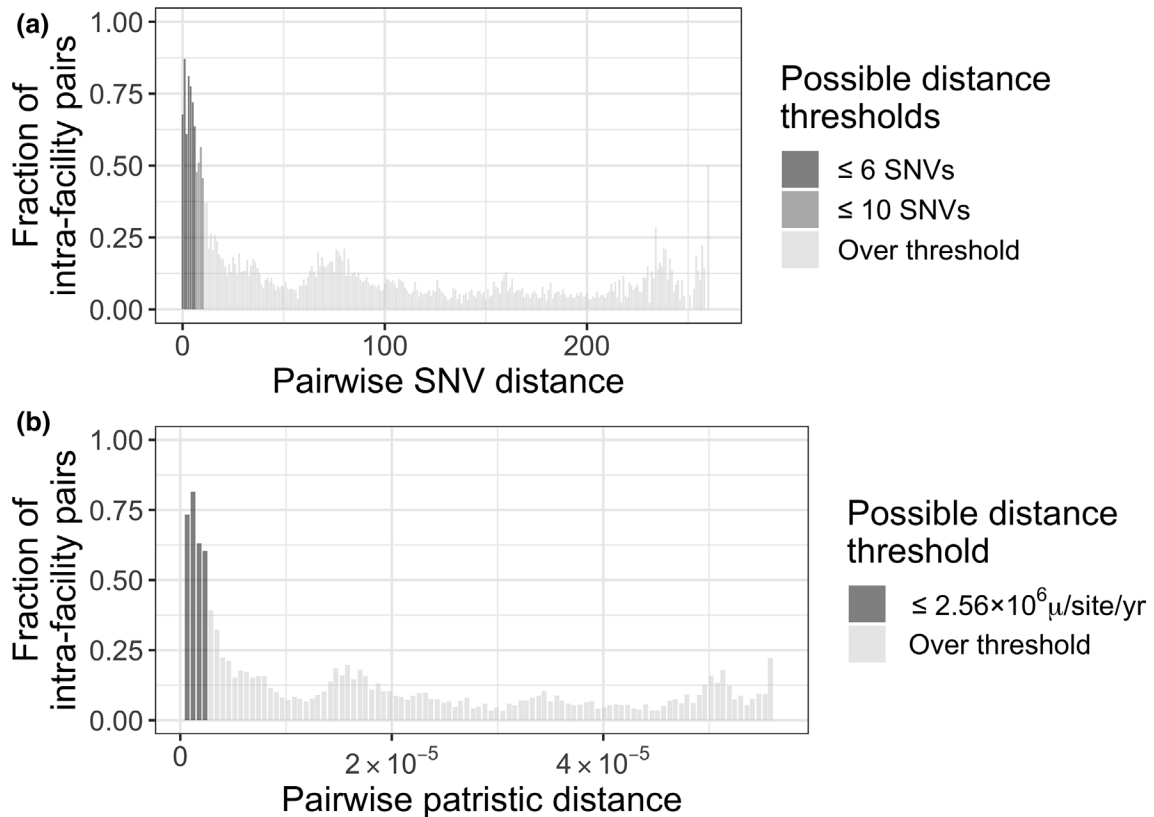 (a)
Fraction of
intra-facility pairs
1.00
0.75
0.50
0.25
0.00
0
100
200
Pairwise SNV distance
Possible distance
thresholds
≤ 6 SNVs
≤ 10 SNVs
Over threshold
(b)
Fraction of
intra-facility pairs
1.00
0.75
0.50
0.25
0.00
0
2×10⁻⁵
4×10⁻⁵
Pairwise patristic distance
Possible distance
threshold
≤ 2.56×10⁶μ/site/yr
Over threshold